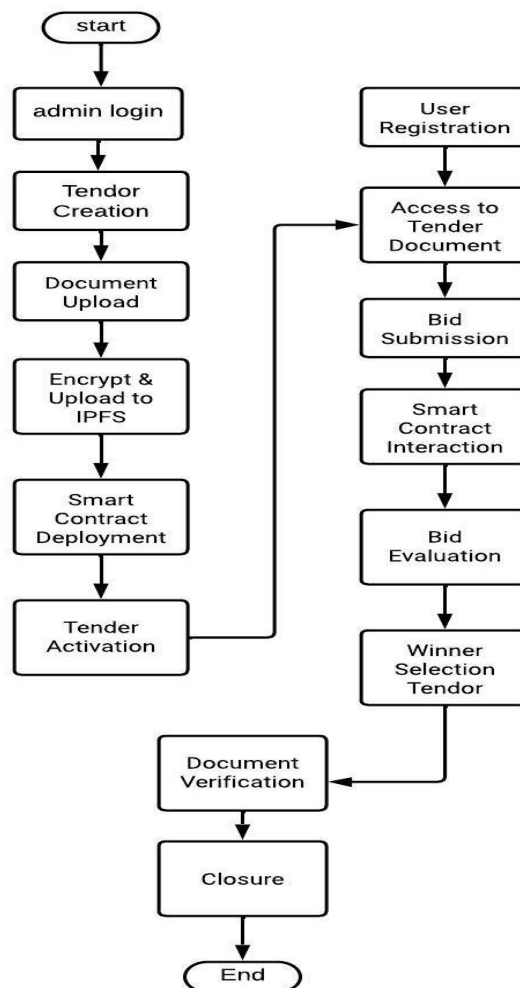 start
admin login
Tendor
Creation
Document
Upload
Encrypt &
Upload to
IPFS
Smart
Contract
Deployment
Tender
Activation
User
Registration
Access to
Tender
Document
Bid
Submission
Smart
Contract
Interaction
Bid
Evaluation
Winner
Selection
Tendor
Document
Verification
Closure
End